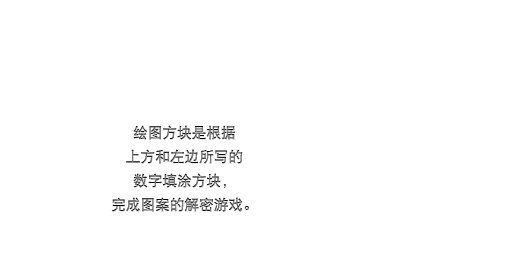 绘图方块是根据
上方和左边所写的
数字填涂方块，
完成图案的解密游戏。